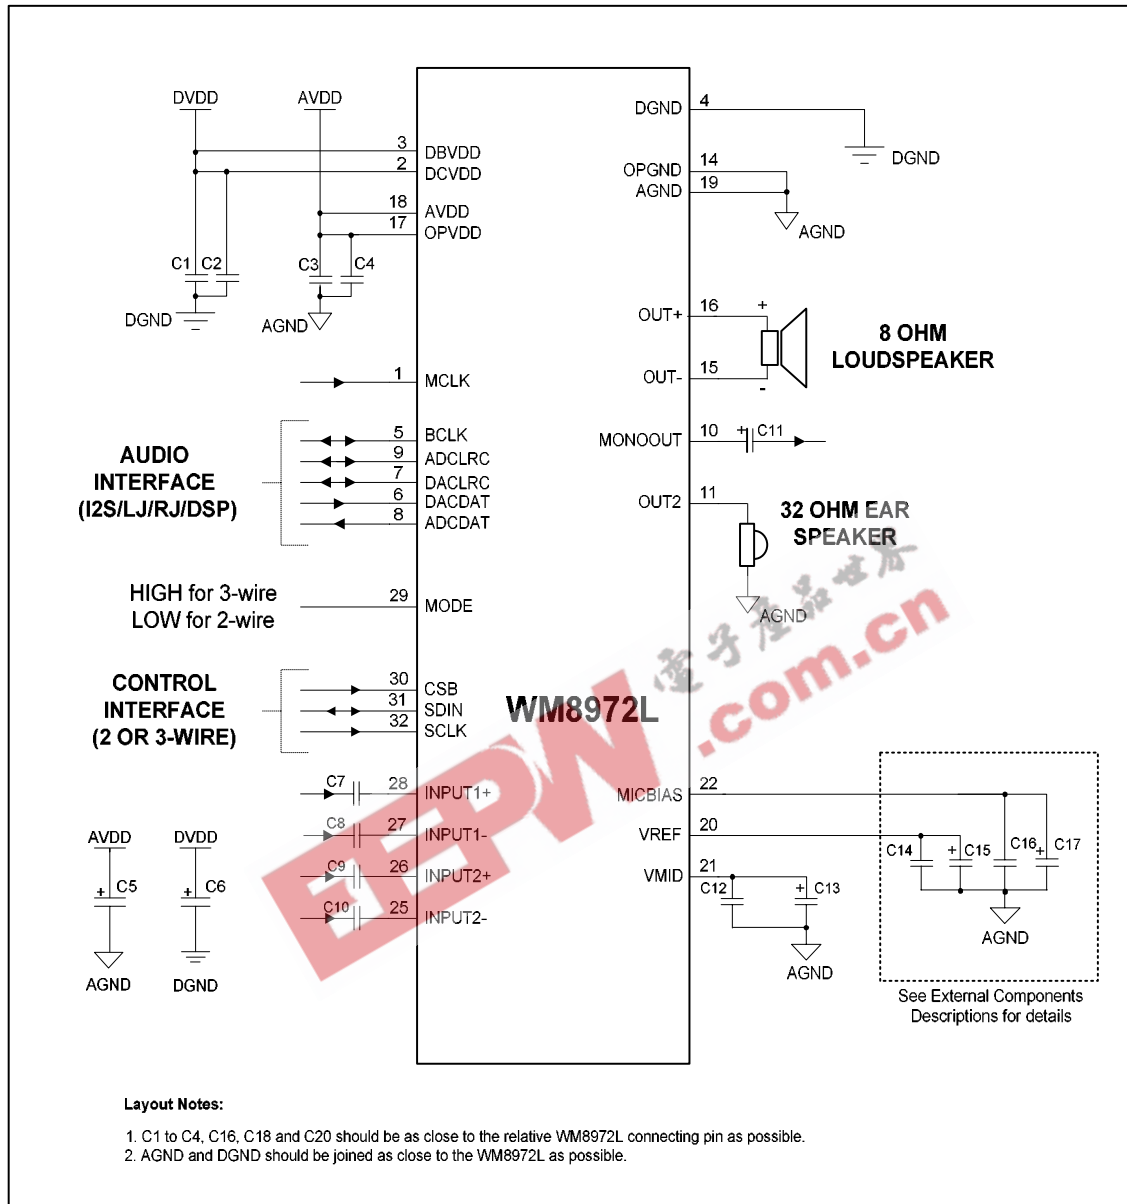 DVDD
AVDD
3
DBVDD
2
DCVDD
18
AVDD
17
OPVDD
C1
C2
C3
C4
DGND
AGND
DGND
4
DGND
OPGND
14
AGND
19
AGND
OUT+
16
+
8 OHM
LOUDSPEAKER
OUT-
15
-
1
MCLK
AUDIO
INTERFACE
(I2S/LJ/RJ/DSP)
5
BCLK
9
ADCLRC
7
DACLRC
6
DACDAT
8
ADCDAT
MONOOUT
10
+
C11
OUT2
11
32 OHM EAR
SPEAKER
AGND
HIGH for 3-wire
LOW for 2-wire
29
MODE
CONTROL
INTERFACE
(2 OR 3-WIRE)
30
CSB
31
SDIN
32
SCLK
WM8972L
EEPW
電子產品世界
.com.cn
C7
28
INPUT1+
C8
27
INPUT1-
C9
26
INPUT2+
C10
25
INPUT2-
AVDD
DVDD
+
C5
+
C6
AGND
DGND
MICBIAS
22
VREF
20
VMID
21
C12
+
C13
AGND
C14
+
C15
C16
+
C17
AGND
See External Components
Descriptions for details
Layout Notes:
1. C1 to C4, C16, C18 and C20 should be as close to the relative WM8972L connecting pin as possible.
2. AGND and DGND should be joined as close to the WM8972L as possible.